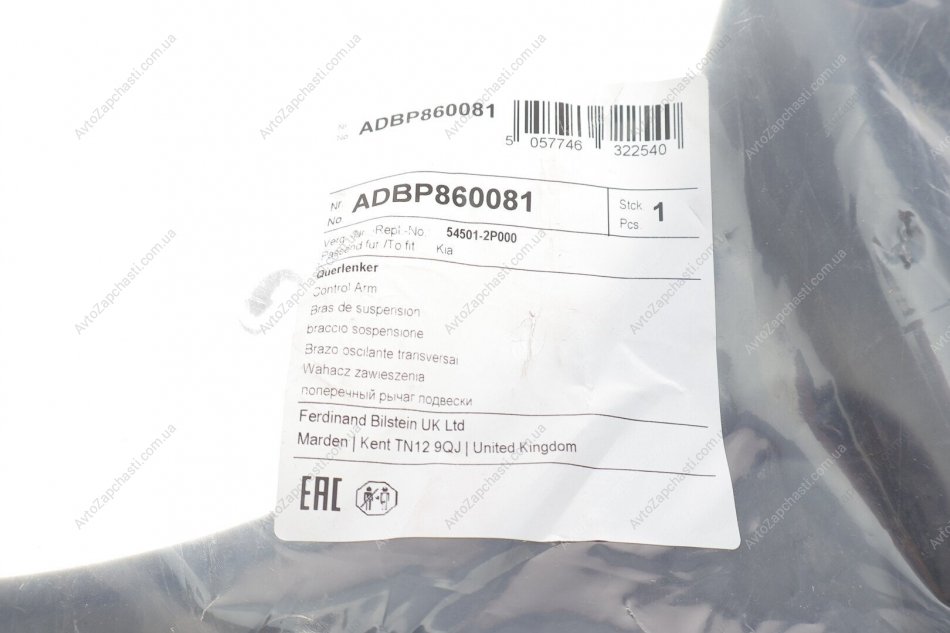 Nr
No
ADBP860081
5 057746 322540
Nr
No
ADBP860081
Stck.
Pcs.
1
Repl.-No.: 54501-2P000
Passend für /To fit Kia
Querlenker
Control Arm
Bras de suspension
braccio sospensione
Brazo oscilante transversal
Wahacz zawieszenia
поперечный рычаг подвески
Ferdinand Bilstein UK Ltd
Marden | Kent TN12 9QJ | United Kingdom
EAC
AvtoZapchasti.com.ua